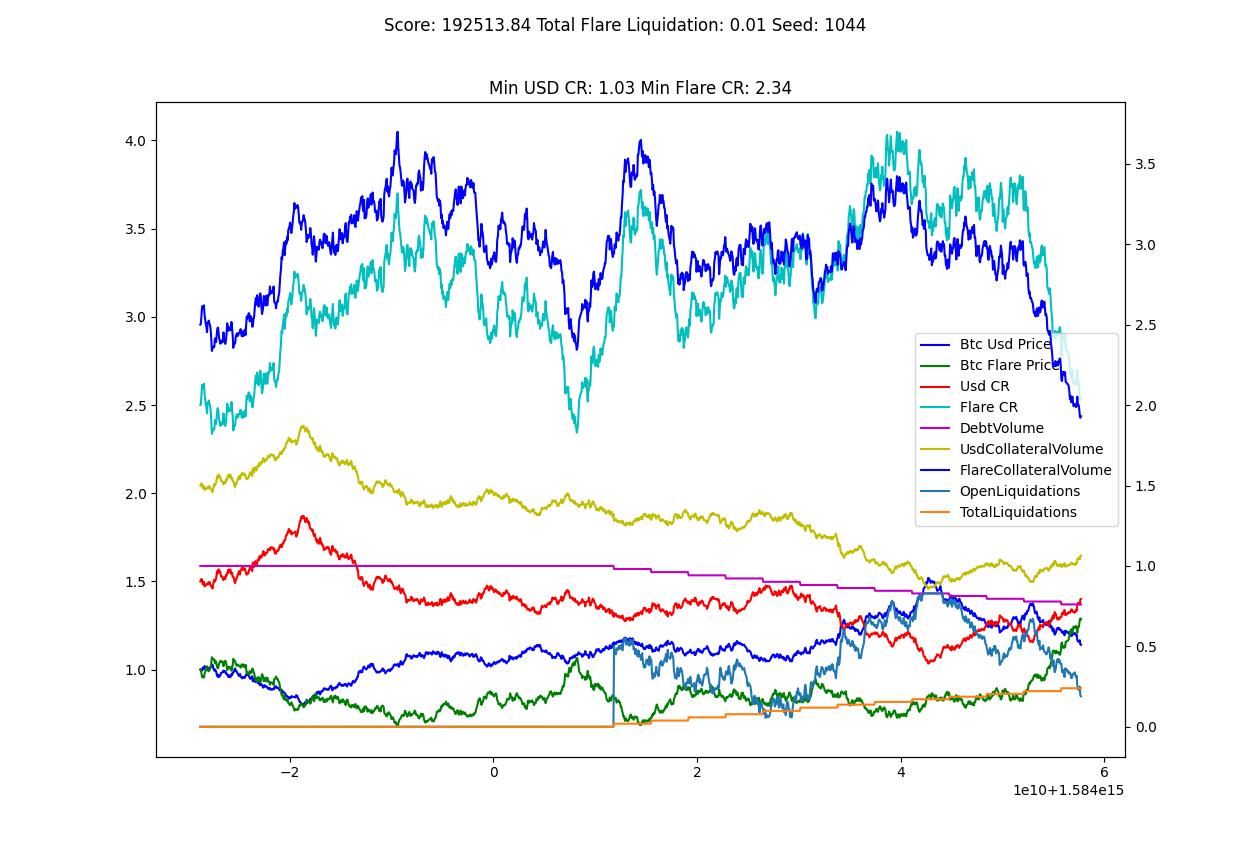 Score: 192513.84 Total Flare Liquidation: 0.01 Seed: 1044
Min USD CR: 1.03 Min Flare CR: 2.34
4.0
3.5
3.0
2.5
2.0
1.5
1.0
3.5
3.0
2.5
2.0
1.5
1.0
0.5
0.0
Btc Usd Price
Btc Flare Price
Usd CR
Flare CR
DebtVolume
UsdCollateralVolume
FlareCollateralVolume
OpenLiquidations
TotalLiquidations
−2 0 2 4 6
1e10+1.584e15